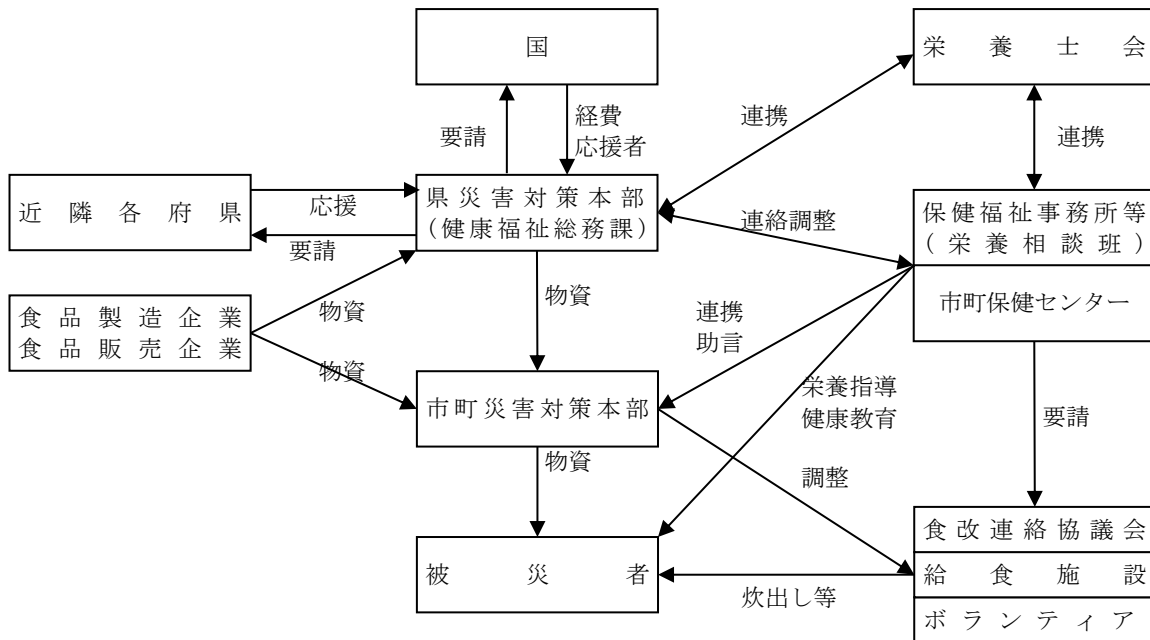 国
栄養士会
経費
応援者
要請
連携
連携
近隣各府県
応援
要請
県災害対策本部
(健康福祉総務課)
連絡調整
保健福祉事務所等
(栄養相談班)
市町保健センター
食品製造企業
食品販売企業
物資
物資
物資
連携
助言
市町災害対策本部
栄養指導
健康教育
要請
物資
調整
被災者
炊出し等
食改連絡協議会
給食施設
ボランティア